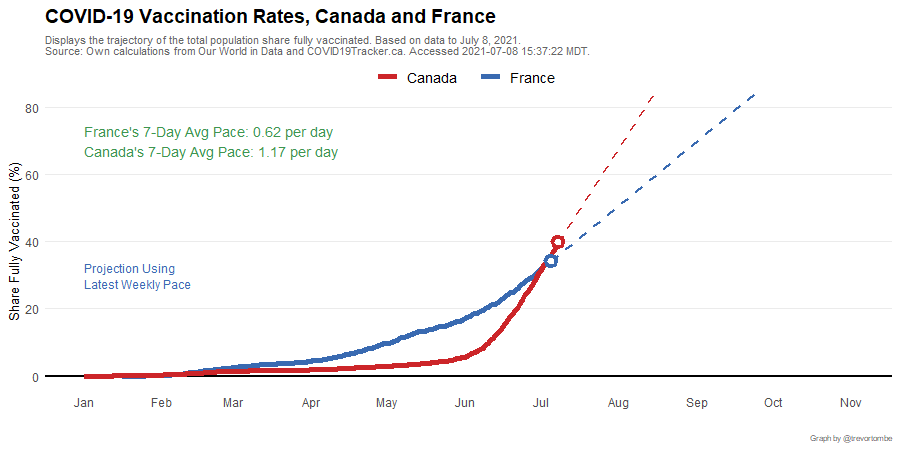 COVID-19 Vaccination Rates, Canada and France
Displays the trajectory of the total population share fully vaccinated. Based on data to July 8, 2021.
Source: Own calculations from Our World in Data and COVID19Tracker.ca. Accessed 2021-07-08 15:37:22 MDT.
Canada France
80
France's 7-Day Avg Pace: 0.62 per day
Canada's 7-Day Avg Pace: 1.17 per day
60
Share Fully Vaccinated (%)
40
Projection Using
Latest Weekly Pace
20
0
Jan Feb Mar Apr May Jun Jul Aug Sep Oct Nov
Graph by @trevortombe